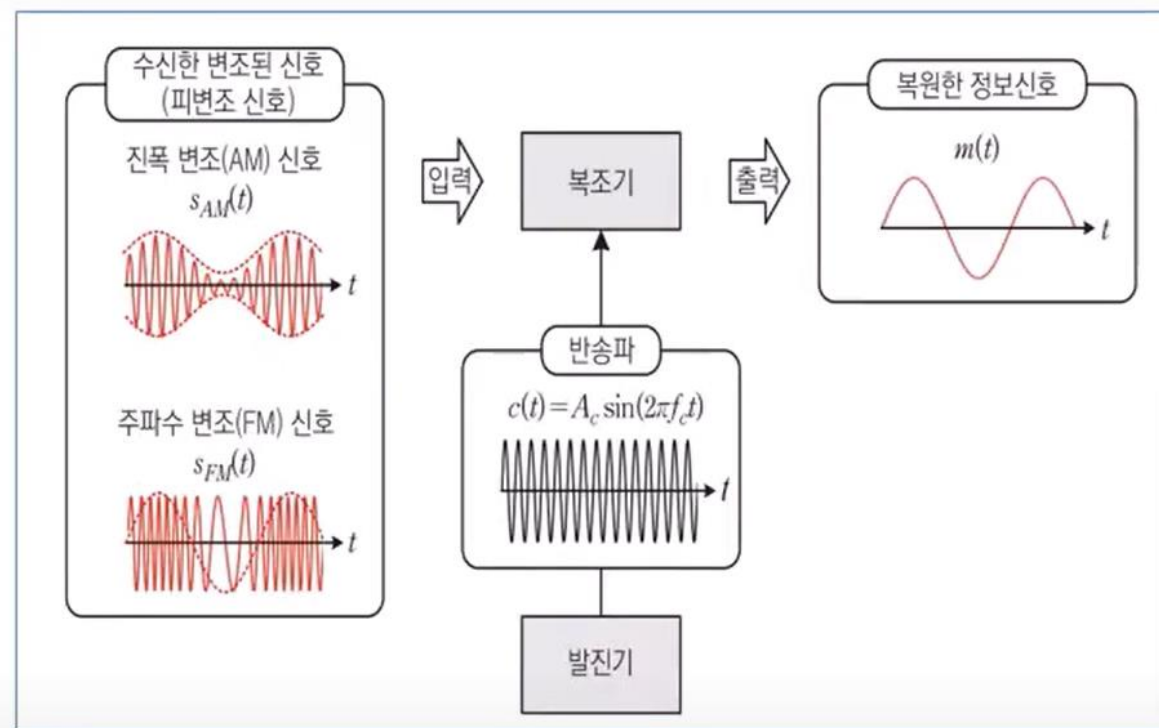 수신한 변조된 신호
(피변조 신호)
진폭 변조(AM) 신호
s_AM(t)
t
주파수 변조(FM) 신호
s_FM(t)
t
입력
복조기
출력
반송파
c(t)=A_c sin(2πf_c t)
t
발진기
복원한 정보신호
m(t)
t